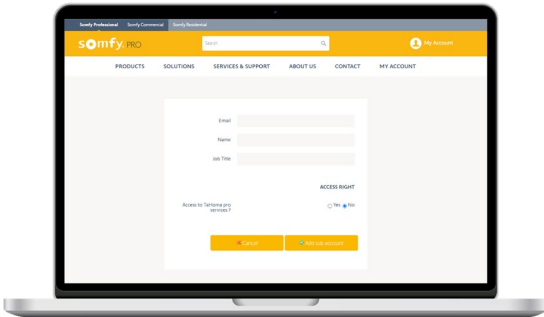 Somfy Professional Somfy Commercial Somfy Residential
somfy. PRO Search My Account
PRODUCTS SOLUTIONS SERVICES & SUPPORT ABOUT US CONTACT MY ACCOUNT
Email
Name
Job Title
ACCESS RIGHT
Access to TaHoma pro Yes No
services ?
Cancel Add sub account